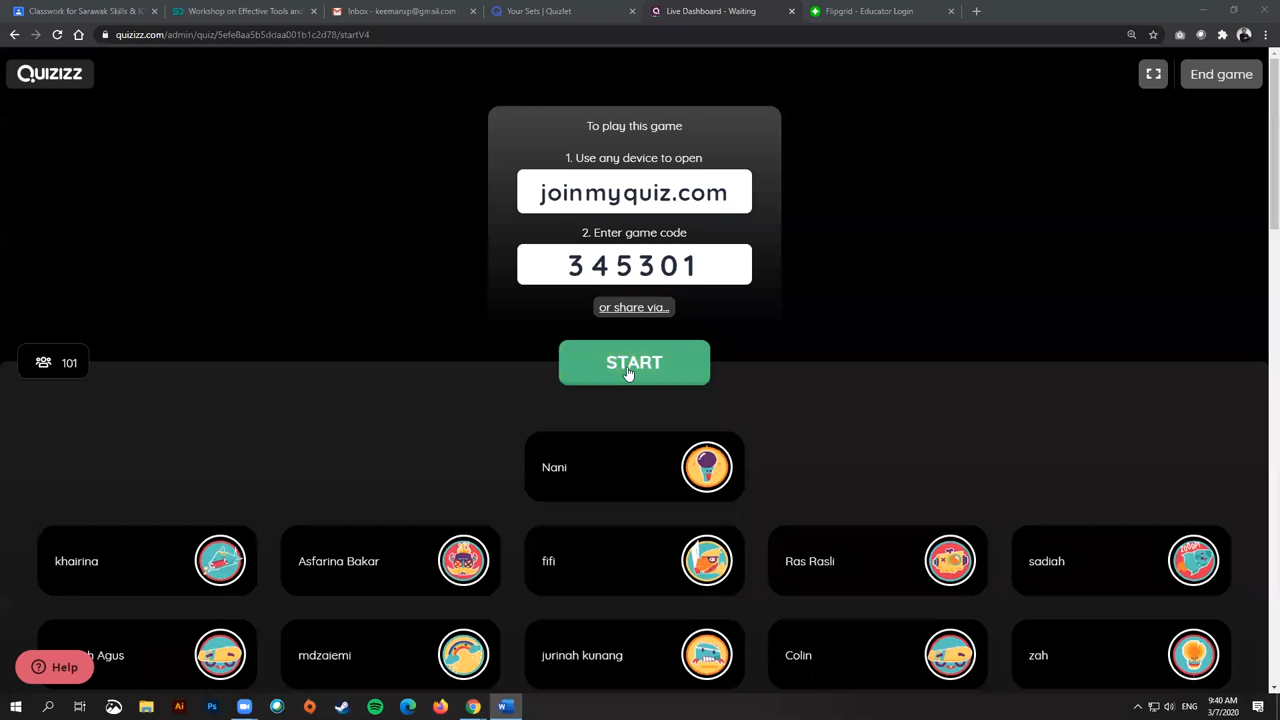 Classwork for Sarawak Skills & IC
Workshop on Effective Tools and
Inbox - keemanxp@gmail.com
Your Sets | Quizlet
Live Dashboard - Waiting
Flipgrid - Educator Login
quizizz.com/admin/quiz/5efe8aa5b5ddaa001b1c2d78/startV4
Quizizz
End game
To play this game
1. Use any device to open
joinmyquiz.com
2. Enter game code
345301
or share via...
101
START
Nani
khairina
Asfarina Bakar
fifi
Ras Rasli
sadiah
h Agus
mdzaiemi
jurinah kunang
Colin
zah
Help
ENG
9:40 AM
3/7/2020